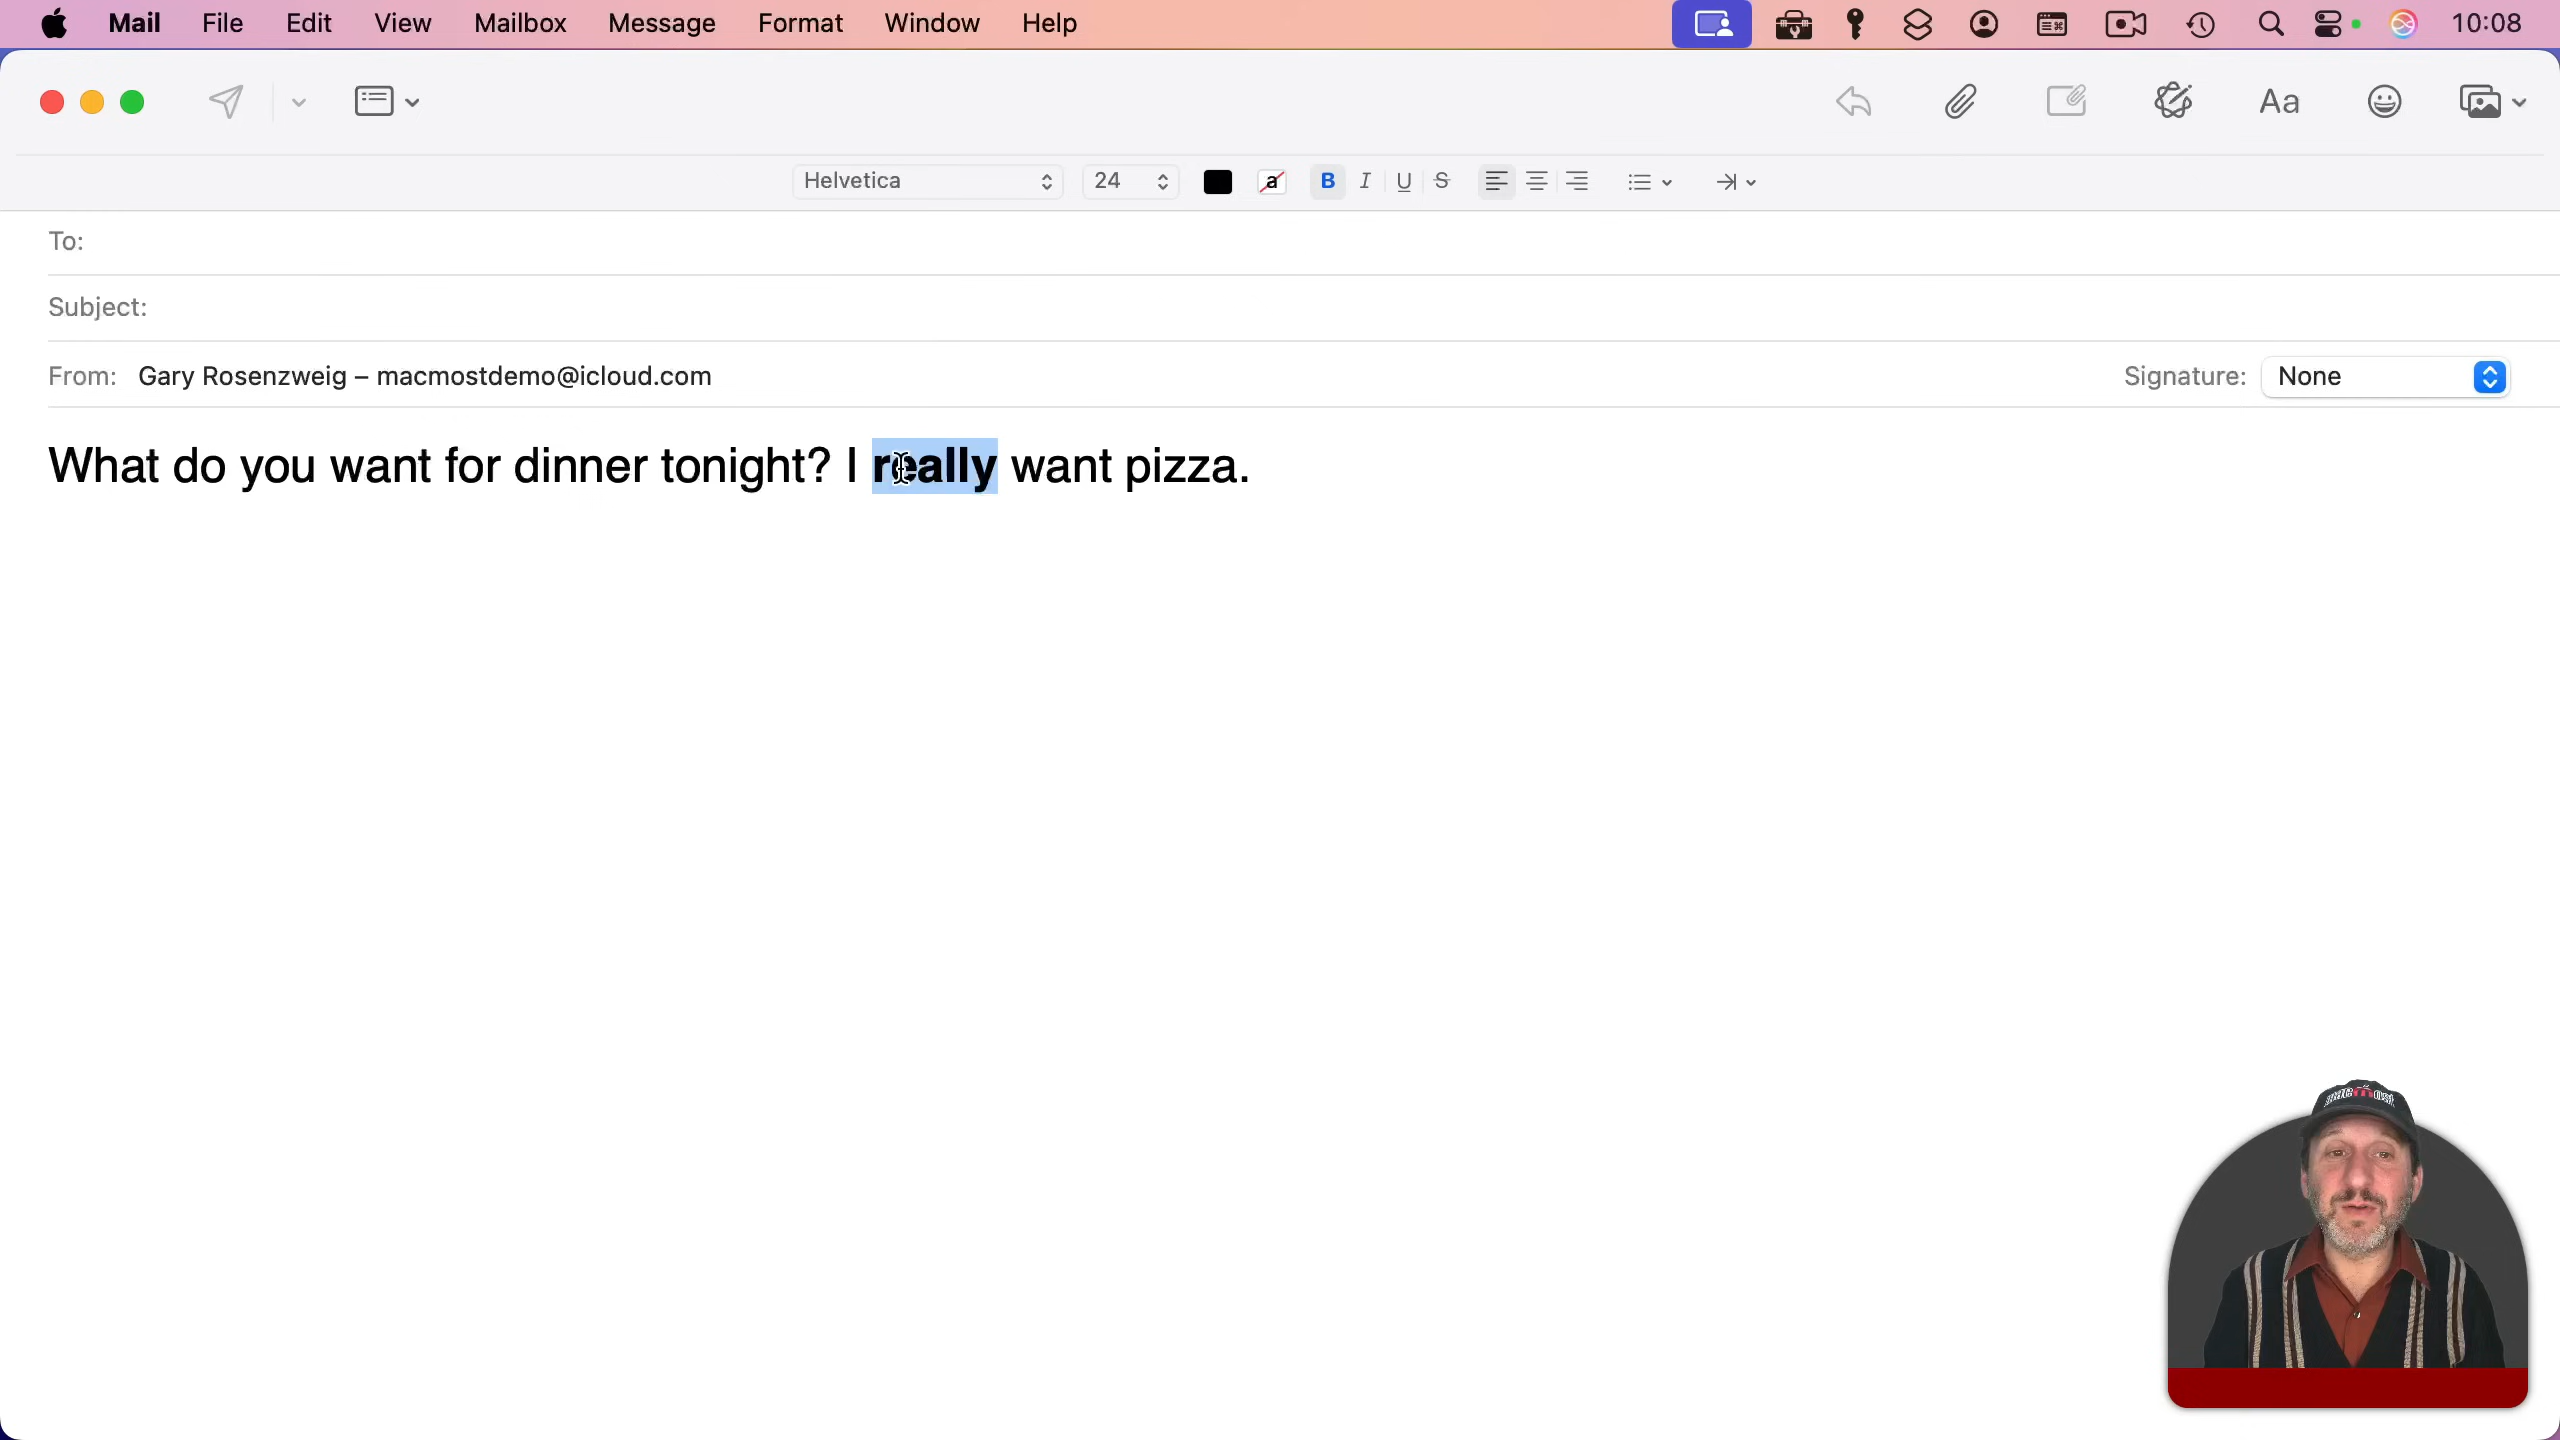 Mail File Edit View Mailbox Message Format Window Help 10:08
Aa
Helvetica 24 a B I U S
To:
Subject:
From: Gary Rosenzweig – macmostdemo@icloud.com Signature: None
What do you want for dinner tonight? I really want pizza.
macmost